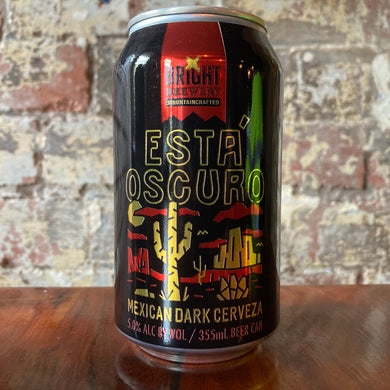 BRIGHT
BREWERY
MOUNTAINCRAFTED
ESTÁ
OSCURO
MEXICAN DARK CERVEZA
5.0% ALC BY VOL / 355mL BEER CAN